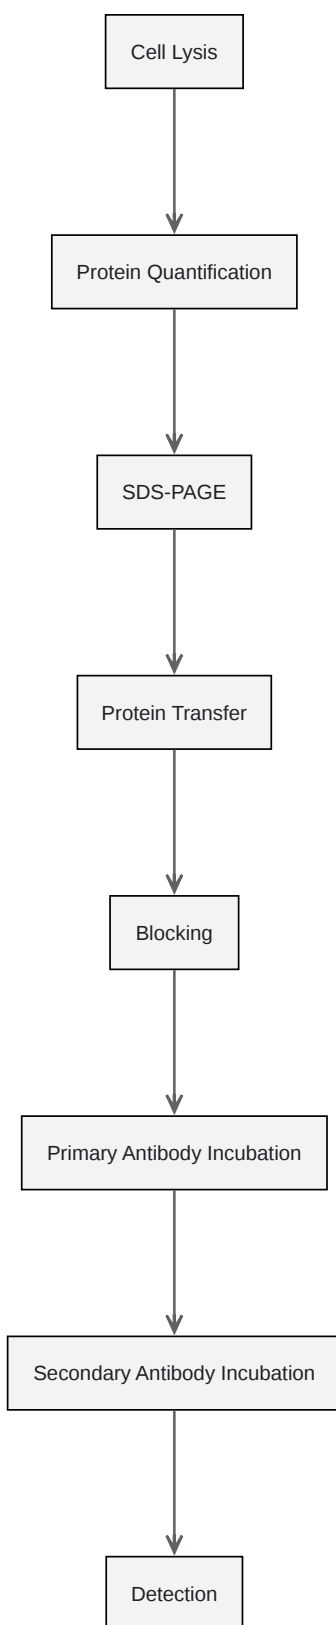 Cell Lysis
Protein Quantification
SDS-PAGE
Protein Transfer
Blocking
Primary Antibody Incubation
Secondary Antibody Incubation
Detection